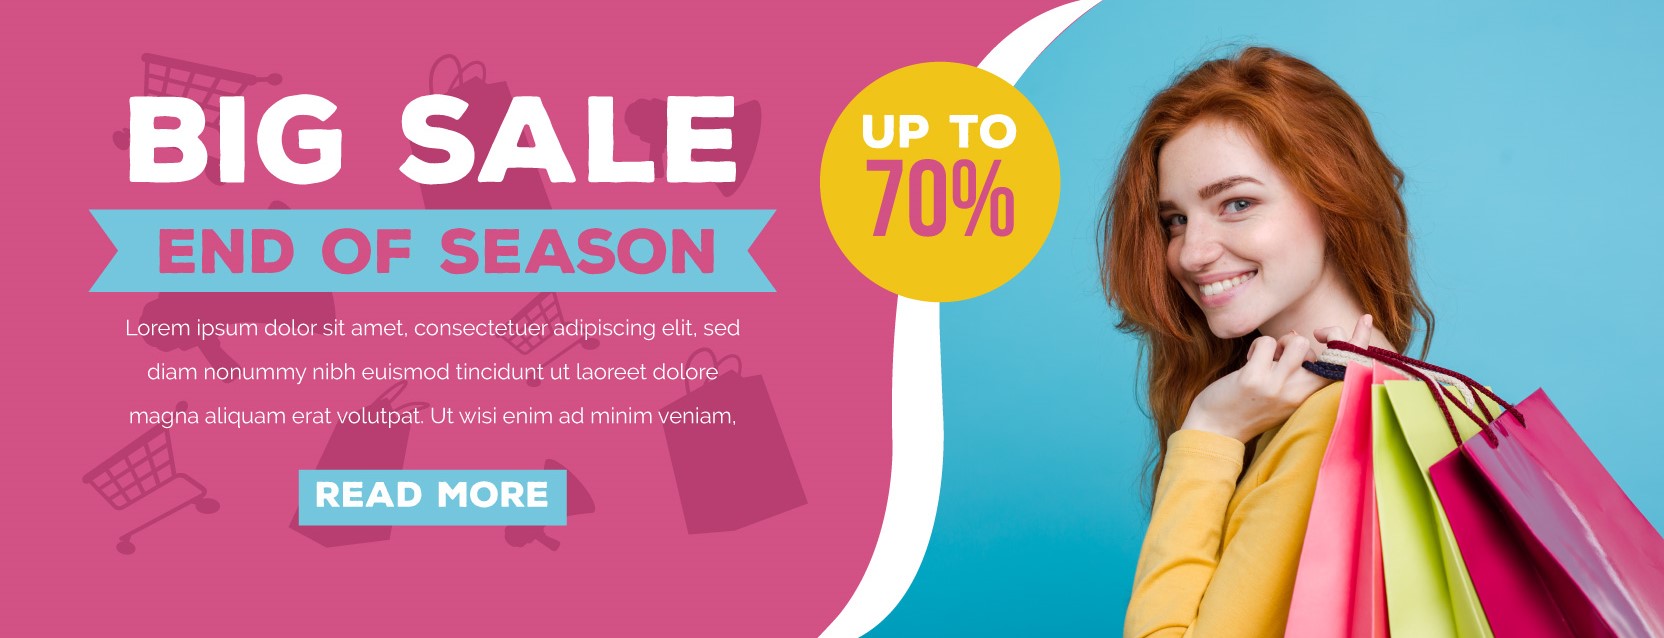 BIG SALE
END OF SEASON
Lorem ipsum dolor sit amet, consectetuer adipiscing elit, sed
diam nonummy nibh euismod tincidunt ut laoreet dolore
magna aliquam erat volutpat. Ut wisi enim ad minim veniam,
READ MORE
UP TO
70%